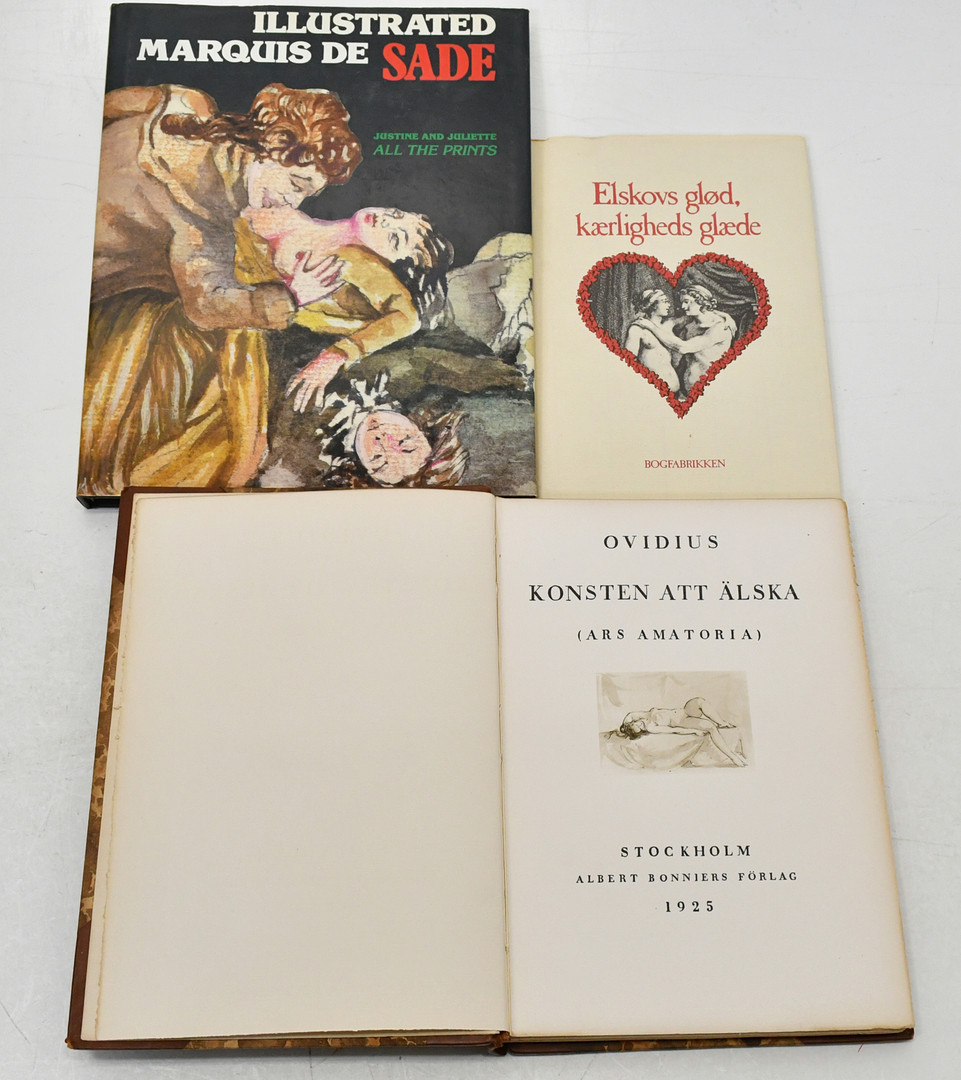 ILLUSTRATED
MARQUIS DE SADE
JUSTINE AND JULIETTE
ALL THE PRINTS
Elskovs glød,
kærligheds glæde
BOGFABRIKKEN
OVIDIUS
KONSTEN ATT ÄLSKA
(ARS AMATORIA)
STOCKHOLM
ALBERT BONNIERS FÖRLAG
1925